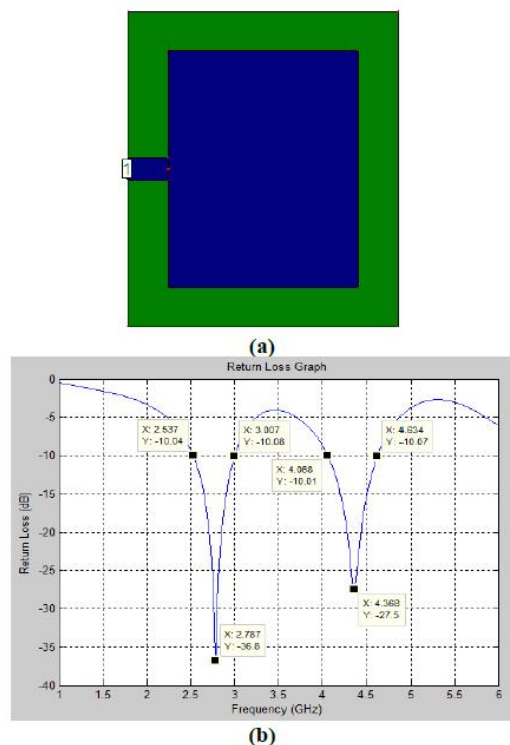 1
(a)
Return Loss Graph
0
-5
-10
-15
-20
-25
-30
-35
-40
Return Loss (dB)
X: 2.537
Y: -10.04
X: 3.007
Y: -10.08
X: 4.068
Y: -10.01
X: 4.634
Y: -10.07
X: 2.787
Y: -36.8
X: 4.368
Y: -27.5
1 1.5 2 2.5 3 3.5 4 4.5 5 5.5 6
Frequency (GHz)
(b)